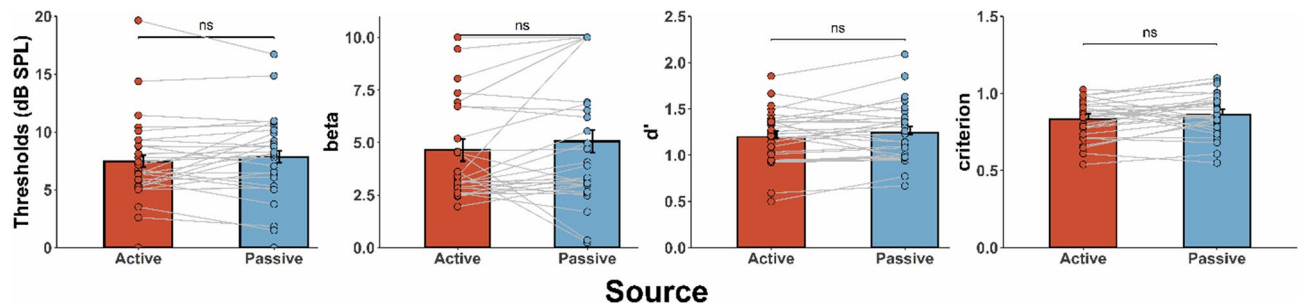 Thresholds (dB SPL)
20
15
10
5
0
ns
Active
Passive
beta
10.0
7.5
5.0
2.5
0.0
ns
Active
Passive
d'
2.5
2.0
1.5
1.0
0.5
0.0
ns
Active
Passive
criterion
1.5
1.0
0.5
0.0
ns
Active
Passive
Source